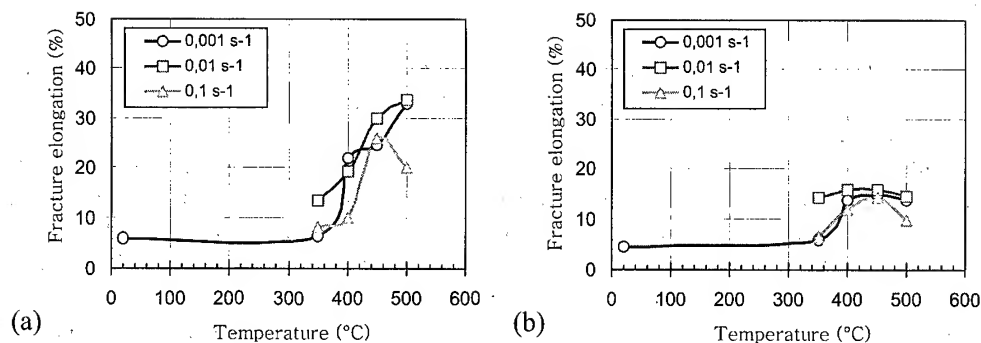 50
40
30
20
10
0
Fracture elongation (%)
0,001 s-1
0,01 s-1
0,1 s-1
0 100 200 300 400 500 600
Temperature (°C)
(a)
50
40
30
20
10
0
Fracture elongation (%)
0,001 s-1
0,01 s-1
0,1 s-1
0 100 200 300 400 500 600
Temperature (°C)
(b)